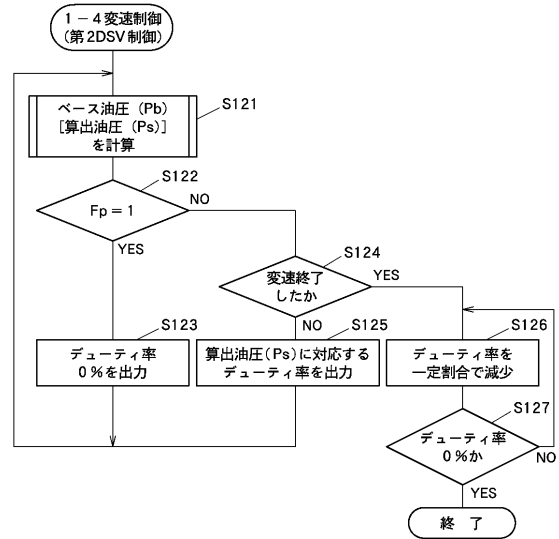 1－4変速制御
（第2DSV制御）
ベース油圧（Pb）
［算出油圧（Ps）］
を計算
S121
S122
Fp＝1
NO
YES
S124
変速終了
したか
YES
NO
S123
デューティ率
0％を出力
S125
算出油圧（Ps）に対応する
デューティ率を出力
S126
デューティ率を
一定割合で減少
S127
デューティ率
0％か
NO
YES
終 了